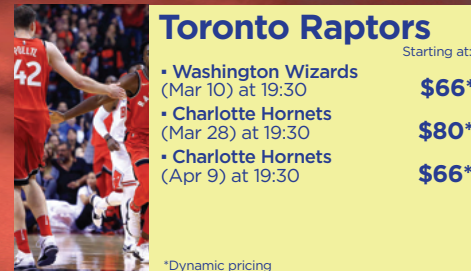 Toronto Raptors
Starting at:
▪ Washington Wizards
(Mar 10) at 19:30
$66*
▪ Charlotte Hornets
(Mar 28) at 19:30
$80*
▪ Charlotte Hornets
(Apr 9) at 19:30
$66*
*Dynamic pricing
42